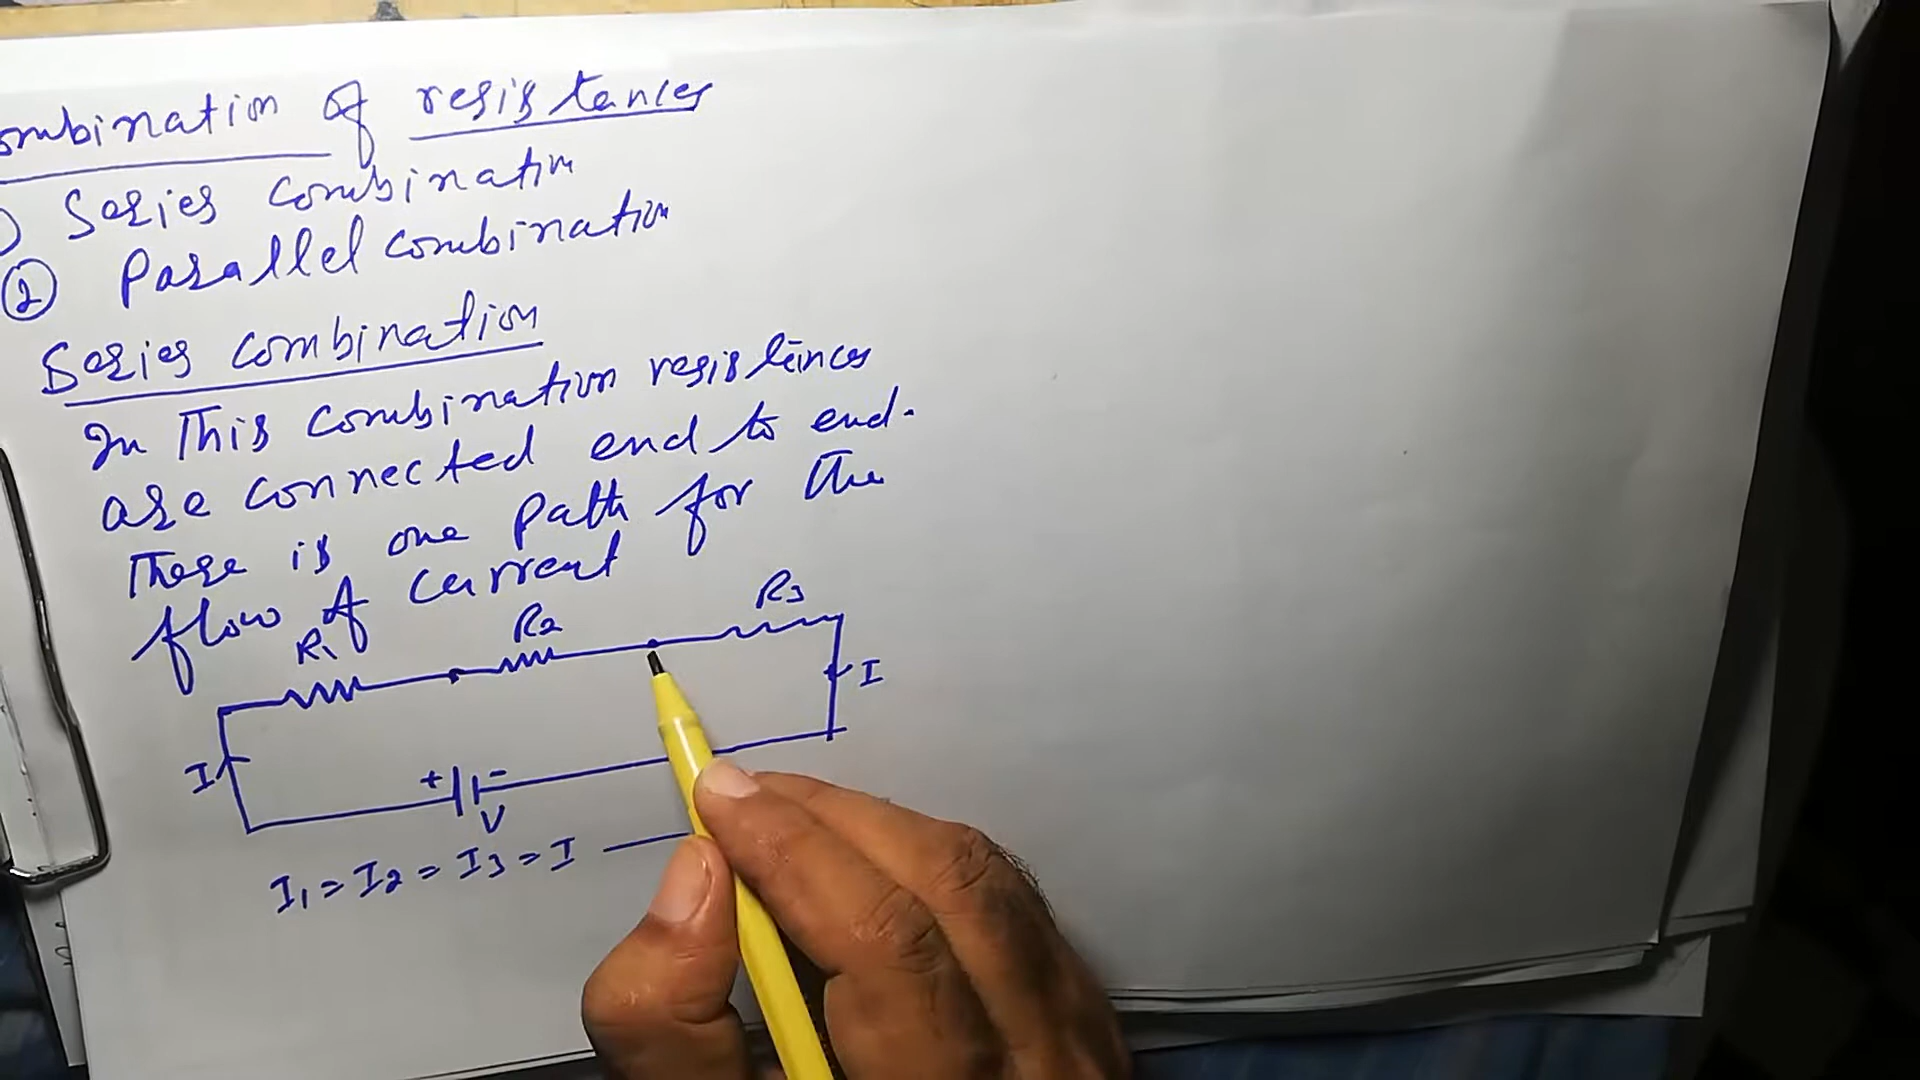 ombination of resistances
) Series combination
② Parallel combination
Series combination
In This combination resistances
are connected end to end.
There is one Path for the
flow of current
R1 R2 R3
I I
+ -
V
I1 = I2 = I3 = I